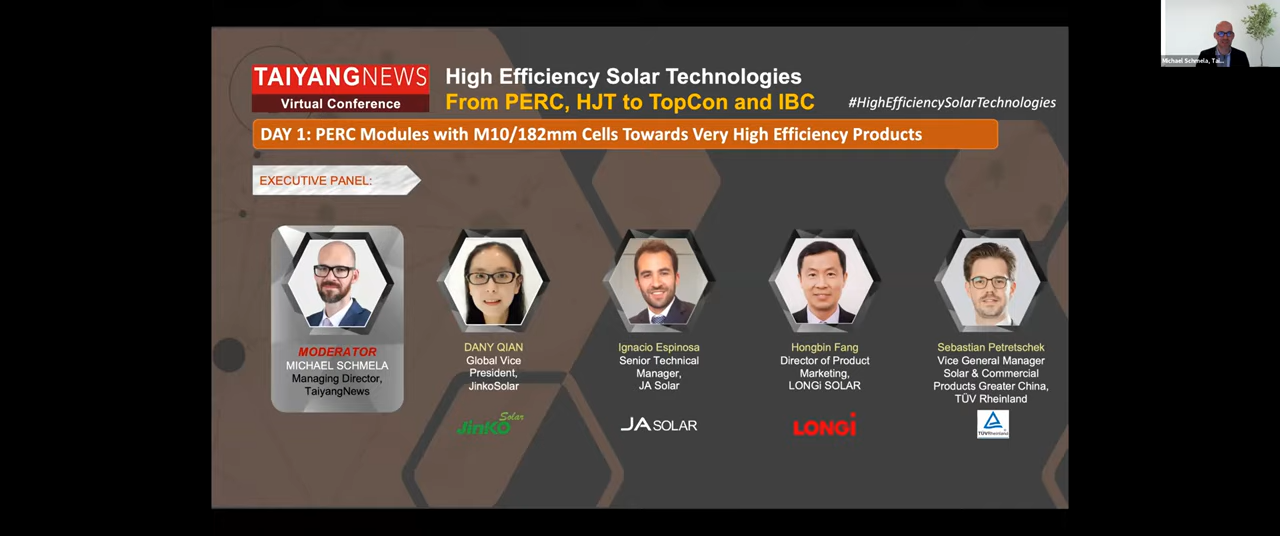 Michael Schmela, Tai...
TAIYANGNEWS
Virtual Conference
High Efficiency Solar Technologies
From PERC, HJT to TopCon and IBC
#HighEfficiencySolarTechnologies
DAY 1: PERC Modules with M10/182mm Cells Towards Very High Efficiency Products
EXECUTIVE PANEL:
MODERATOR
MICHAEL SCHMELA
Managing Director,
TaiyangNews
DANY QIAN
Global Vice
President,
JinkoSolar
Solar
JinKO
Ignacio Espinosa
Senior Technical
Manager,
JA Solar
JA SOLAR
Hongbin Fang
Director of Product
Marketing,
LONGi SOLAR
LONGi
Sebastian Petretschek
Vice General Manager
Solar & Commercial
Products Greater China,
TÜV Rheinland
TÜVRheinland